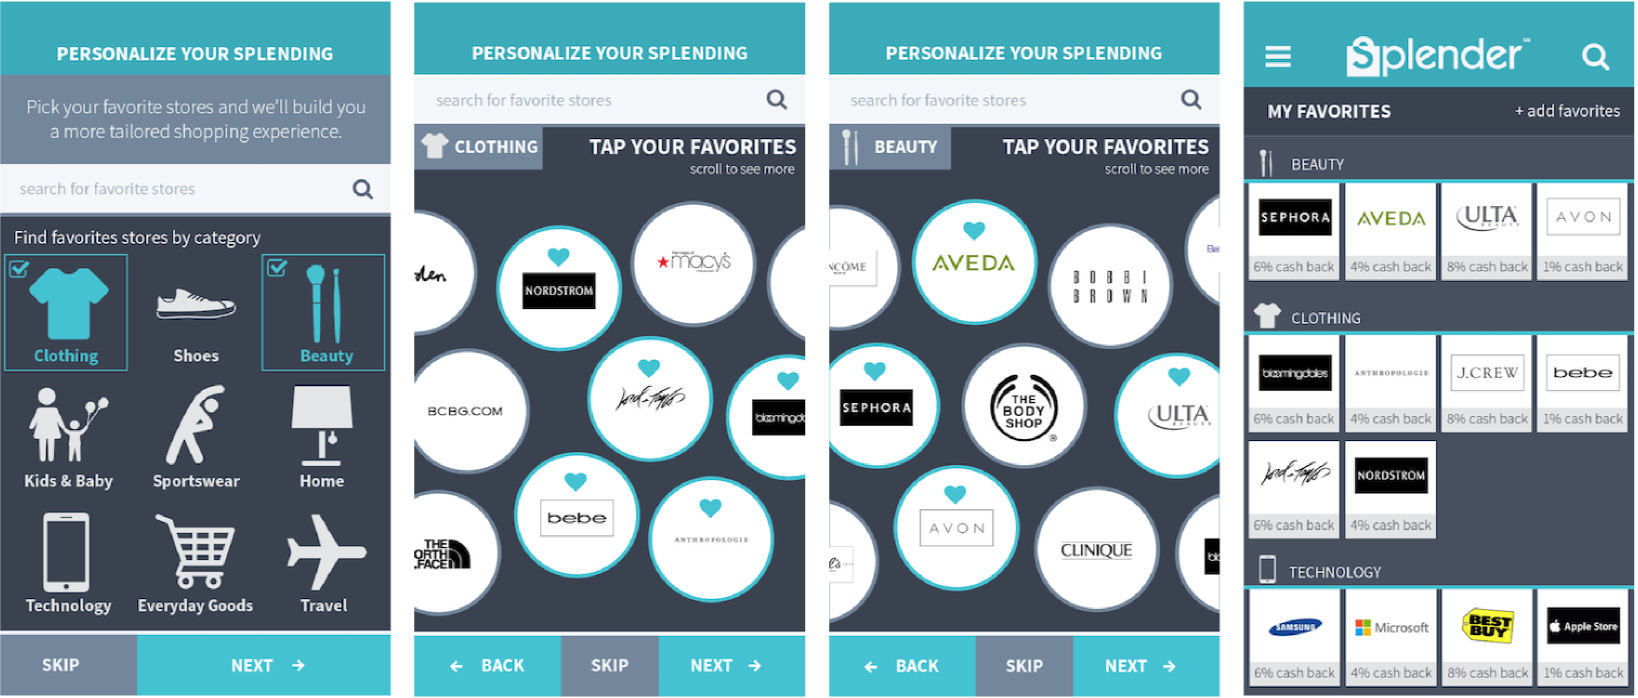 PERSONALIZE YOUR SPLENDING
Pick your favorite stores and we'll build you
a more tailored shopping experience.
search for favorite stores
Find favorites stores by category
Clothing
Shoes
Beauty
Kids & Baby
Sportswear
Home
Technology
Everyday Goods
Travel
SKIP
NEXT →
PERSONALIZE YOUR SPLENDING
search for favorite stores
CLOTHING
TAP YOUR FAVORITES
scroll to see more
NORDSTROM
the magic of
macy's
BCBG.COM
Lord & Taylor
bebe
ANTHROPOLOGIE
THE
← BACK
SKIP
NEXT →
PERSONALIZE YOUR SPLENDING
search for favorite stores
BEAUTY
TAP YOUR FAVORITES
scroll to see more
AVEDA
BOBBI
BROWN
SEPHORA
THE
BODY
SHOP
®
ULTA
BEAUTY
AVON
CLINIQUE
← BACK
SKIP
NEXT →
Splender™
MY FAVORITES
+ add favorites
BEAUTY
SEPHORA
AVEDA
ULTA
BEAUTY
AVON
6% cash back
4% cash back
8% cash back
1% cash back
CLOTHING
bloomingdales
ANTHROPOLOGIE
J.CREW
bebe
6% cash back
4% cash back
8% cash back
1% cash back
Lord & Taylor
NORDSTROM
6% cash back
4% cash back
TECHNOLOGY
SAMSUNG
Microsoft
BEST
BUY
Apple Store
6% cash back
4% cash back
8% cash back
1% cash back